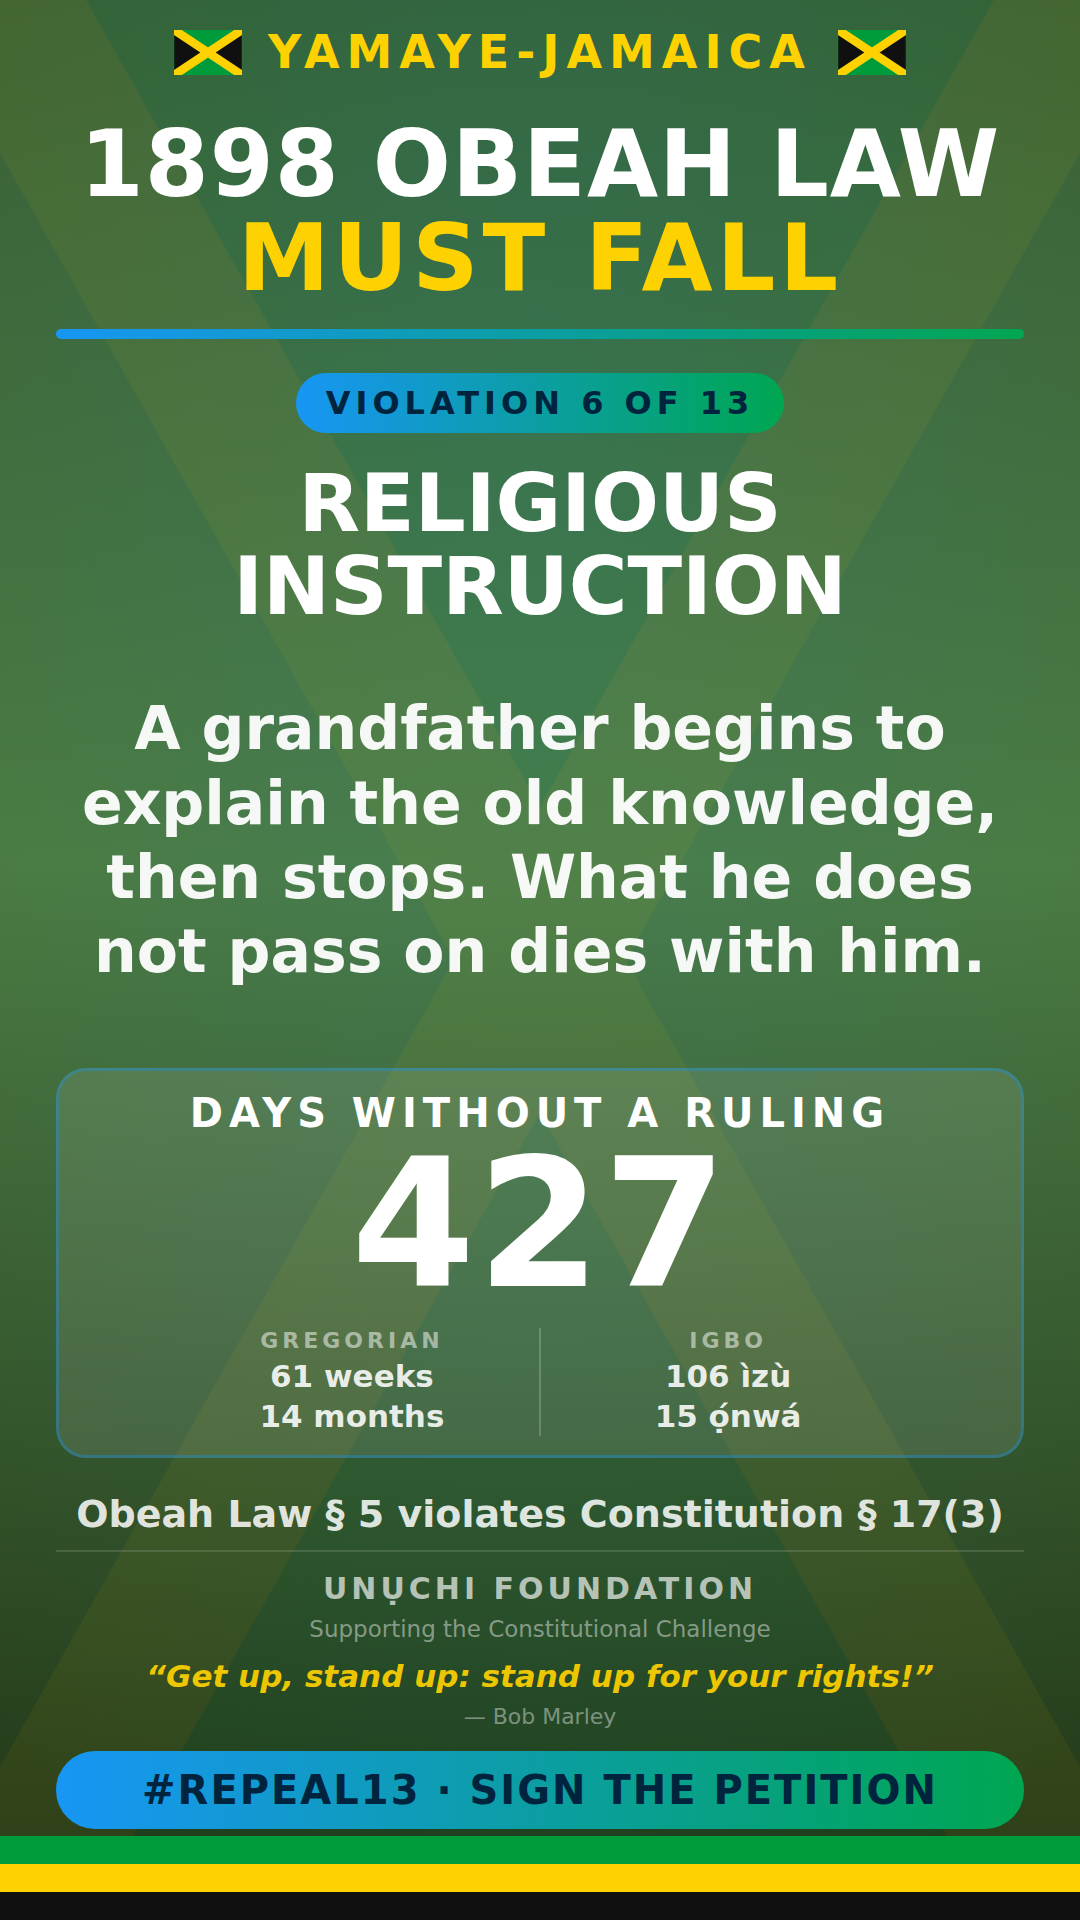 YAMAYE-JAMAICA
1898 OBEAH LAW
MUST FALL
VIOLATION 6 OF 13
RELIGIOUS
INSTRUCTION
A grandfather begins to
explain the old knowledge,
then stops. What he does
not pass on dies with him.
DAYS WITHOUT A RULING
427
GREGORIAN
61 weeks
14 months
IGBO
106 ìzù
15 ọ́nwá
Obeah Law § 5 violates Constitution § 17(3)
UNỤCHI FOUNDATION
Supporting the Constitutional Challenge
“Get up, stand up: stand up for your rights!”
— Bob Marley
#REPEAL13 · SIGN THE PETITION